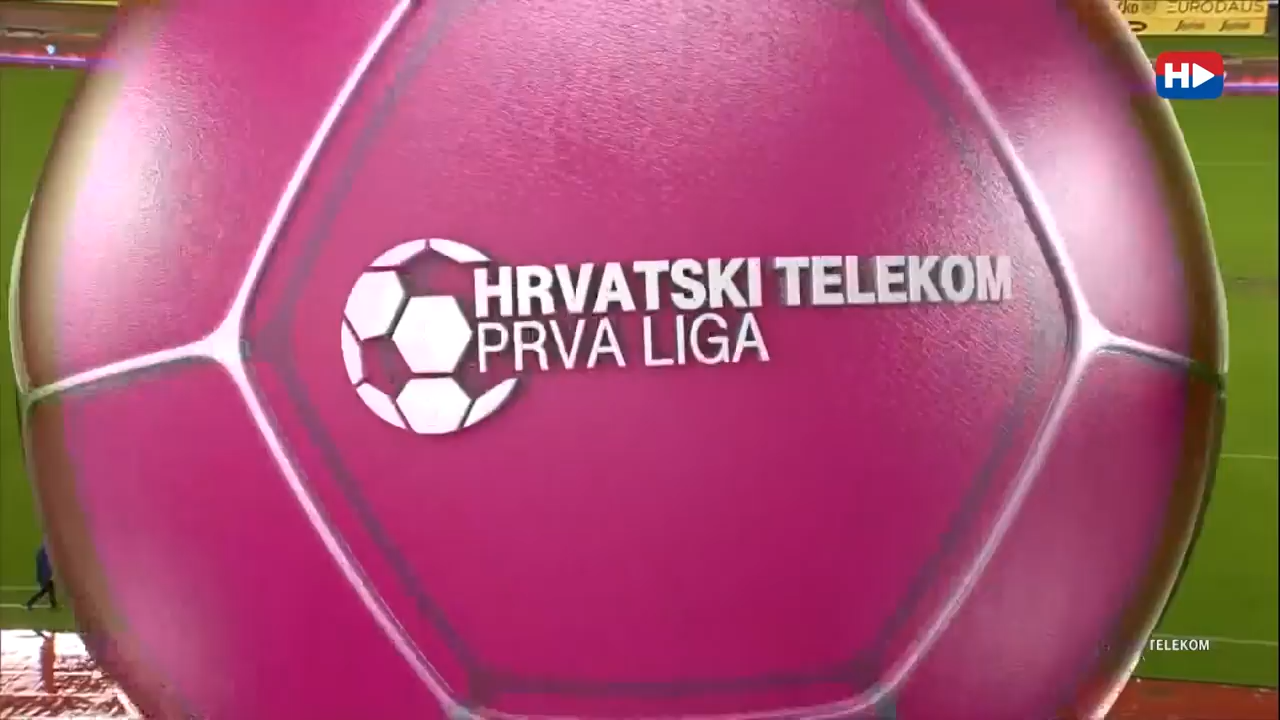 EURODAUS
H
HRVATSKI TELEKOM
PRVA LIGA
TELEKOM